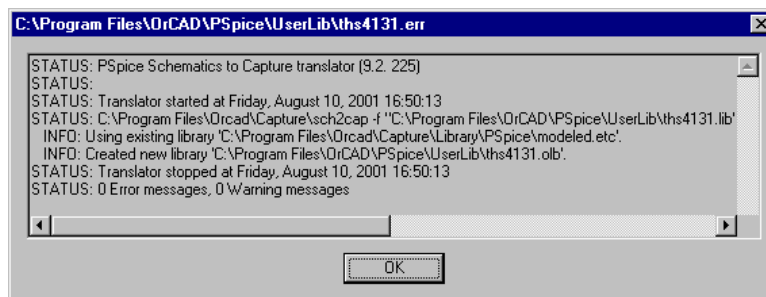 C:\Program Files\OrCAD\PSpice\UserLib\ths4131.err
STATUS: PSpice Schematics to Capture translator (9.2. 225)
STATUS:
STATUS: Translator started at Friday, August 10, 2001 16:50:13
STATUS: C:\Program Files\Orcad\Capture\sch2cap -f "C:\Program Files\OrCAD\PSpice\UserLib\ths4131.lib"
INFO: Using existing library 'C:\Program Files\Orcad\Capture\Library\PSpice\modeled.etc'.
INFO: Created new library 'C:\Program Files\OrCAD\PSpice\UserLib\ths4131.olb'.
STATUS: Translator stopped at Friday, August 10, 2001 16:50:13
STATUS: 0 Error messages, 0 Warning messages
OK